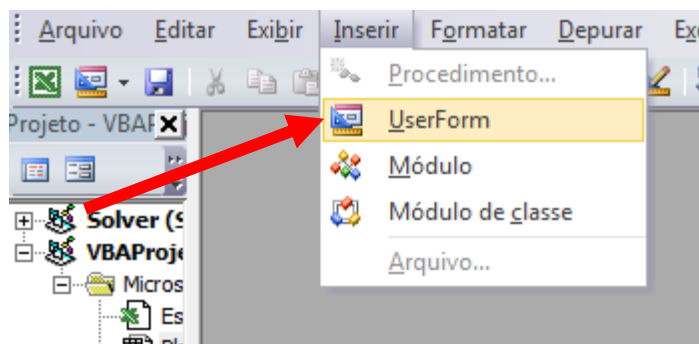 Arquivo Editar Exibir Inserir Formatar Depurar Exe
Procedimento...
Projeto - VBAP
UserForm
Módulo
Solver (S
Módulo de classe
VBAProje
Micros
Arquivo...
Es